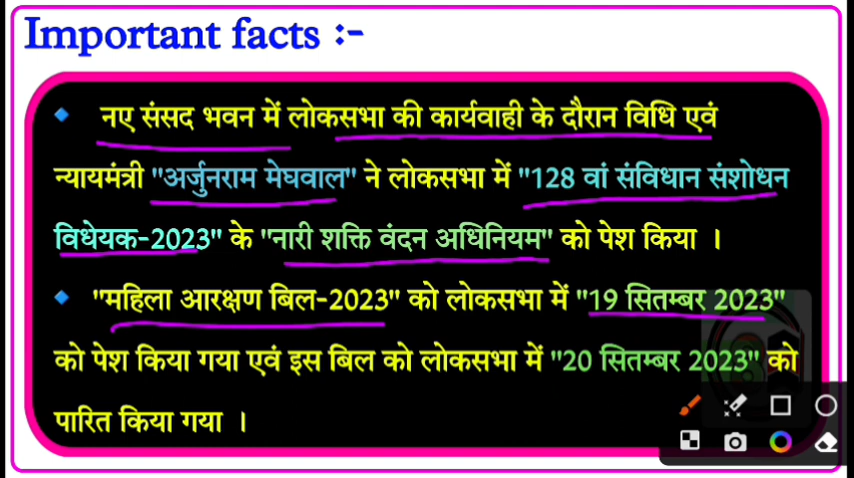 Important facts :-
नए संसद भवन में लोकसभा की कार्यवाही के दौरान विधि एवं
न्यायमंत्री "अर्जुनराम मेघवाल" ने लोकसभा में "128 वां संविधान संशोधन
विधेयक-2023" के "नारी शक्ति वंदन अधिनियम" को पेश किया ।
"महिला आरक्षण बिल-2023" को लोकसभा में "19 सितम्बर 2023"
को पेश किया गया एवं इस बिल को लोकसभा में "20 सितम्बर 2023" को
पारित किया गया ।